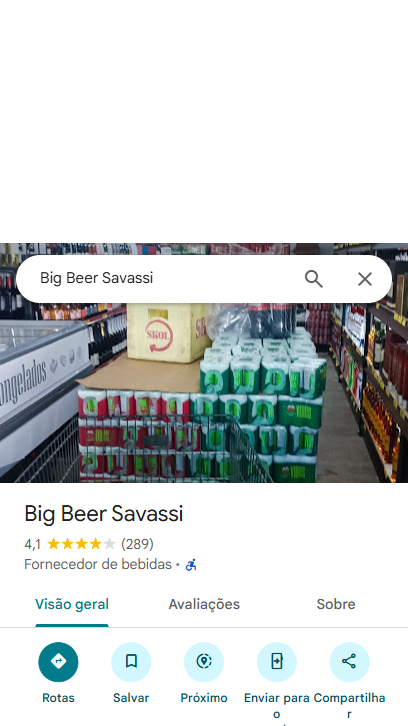 Big Beer Savassi
SKOL
ongelados
Big Beer Savassi
4,1 (289)
Fornecedor de bebidas ·
Visão geral
Avaliações
Sobre
Rotas
Salvar
Próximo
Enviar para o
Compartilhar